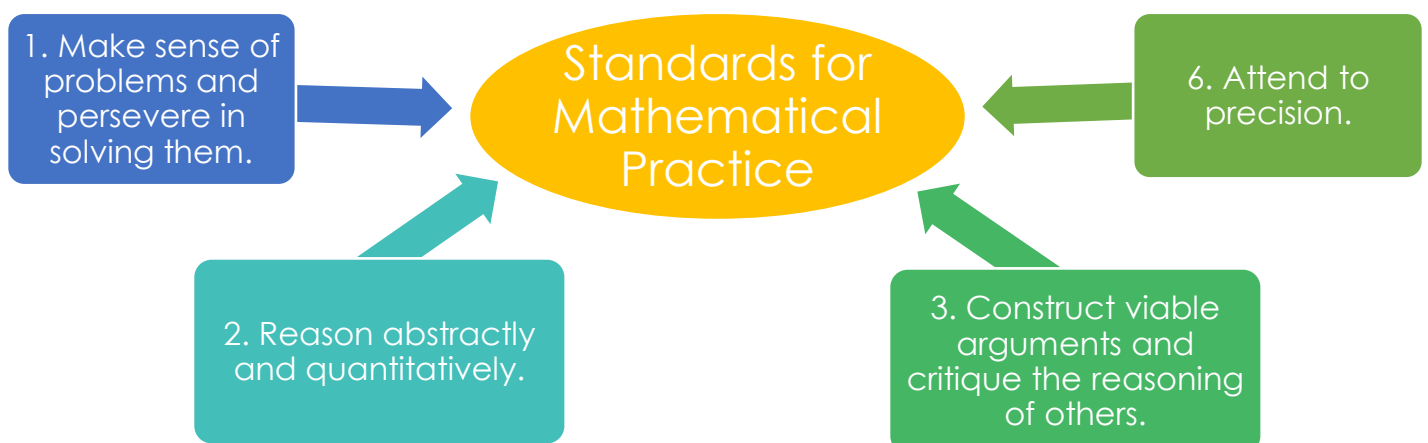 1. Make sense of
problems and
persevere in
solving them.
Standards for
Mathematical
Practice
6. Attend to
precision.
2. Reason abstractly
and quantitatively.
3. Construct viable
arguments and
critique the reasoning
of others.